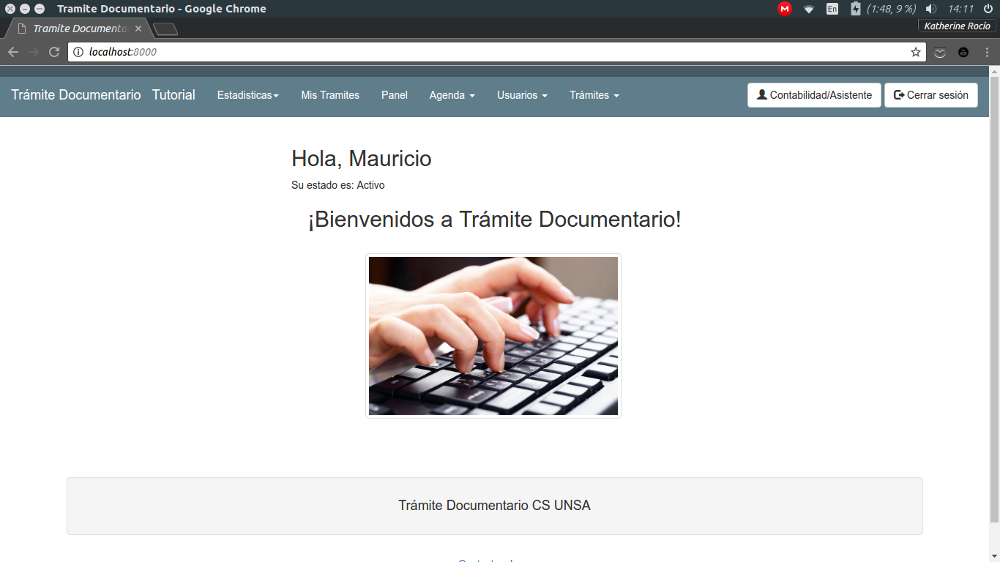 Tramite Documentario - Google Chrome
M
En
(1:48, 9 %)
14:11
Tramite Documenta
Katherine Rocío
localhost:8000
Trámite Documentario Tutorial Estadisticas Mis Tramites Panel Agenda Usuarios Trámites Contabilidad/Asistente Cerrar sesión
Hola, Mauricio
Su estado es: Activo
¡Bienvenidos a Trámite Documentario!
Trámite Documentario CS UNSA